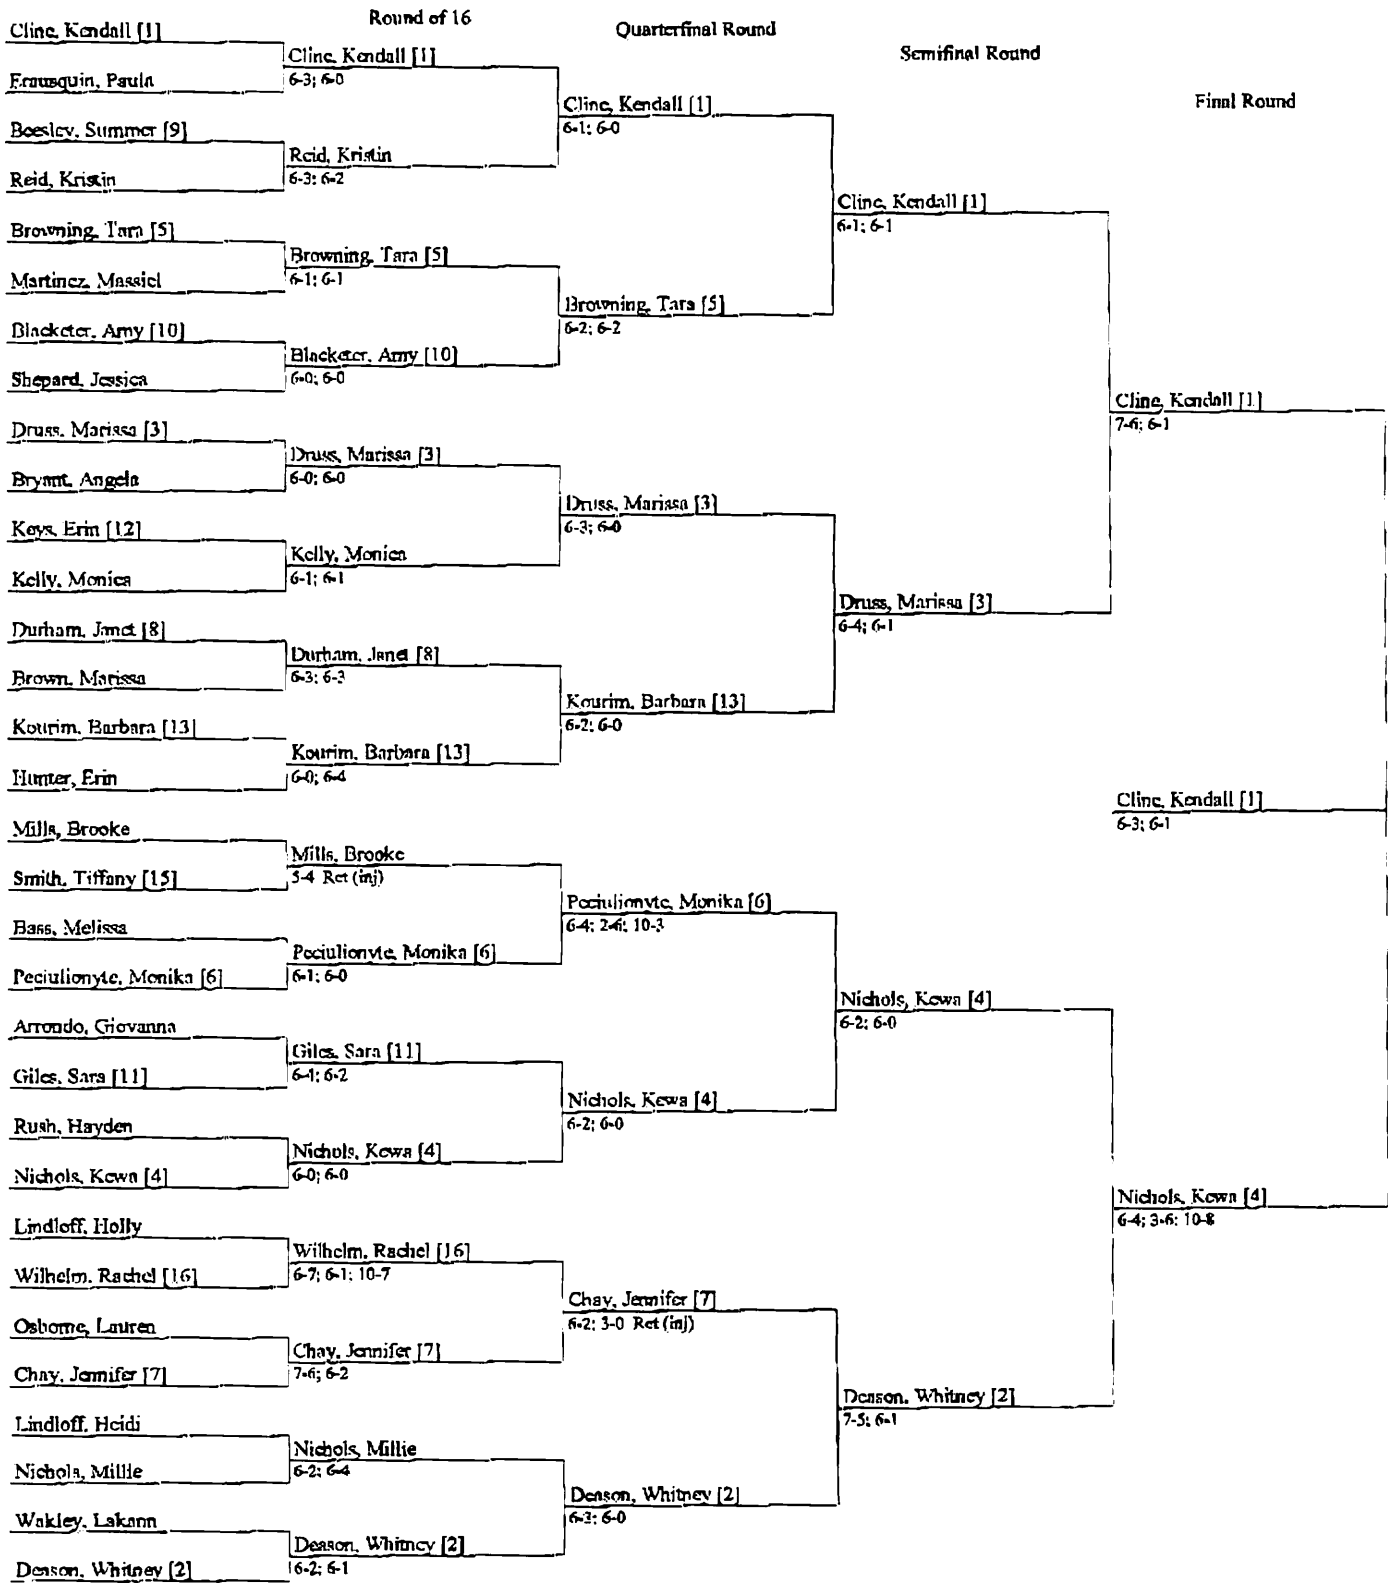 Round of 16
Quarterfinal Round
Semifinal Round
Final Round
Cline, Kendall [1]
Frausquin, Paula
Beesley, Summer [9]
Reid, Kristin
Browning, Tara [5]
Martinez, Massiel
Blacketer, Amy [10]
Shepard, Jessica
Druss, Marissa [3]
Bryant, Angela
Keys, Erin [12]
Kelly, Monica
Durham, Janet [8]
Brown, Marissa
Kourim, Barbara [13]
Hunter, Erin
Mills, Brooke
Smith, Tiffany [15]
Bass, Melissa
Peciulionyte, Monika [6]
Arrondo, Giovanna
Giles, Sara [11]
Rush, Hayden
Nichols, Kewa [4]
Lindloff, Holly
Wilhelm, Rachel [16]
Osborne, Lauren
Chay, Jennifer [7]
Lindloff, Heidi
Nichols, Millie
Wakley, Lakann
Deason, Whitney [2]
Cline, Kendall [1]
6-3; 6-0
Reid, Kristin
6-3; 6-2
Browning, Tara [5]
6-1; 6-1
Blacketer, Amy [10]
6-0; 6-0
Druss, Marissa [3]
6-0; 6-0
Kelly, Monica
6-1; 6-1
Durham, Janet [8]
6-3; 6-3
Kourim, Barbara [13]
6-0; 6-4
Mills, Brooke
5-4 Ret (inj)
Peciulionyte, Monika [6]
6-1; 6-0
Giles, Sara [11]
6-1; 6-2
Nichols, Kewa [4]
6-0; 6-0
Wilhelm, Rachel [16]
6-7; 6-1; 10-7
Chay, Jennifer [7]
7-6; 6-2
Nichols, Millie
6-2; 6-4
Deason, Whitney [2]
6-2; 6-1
Cline, Kendall [1]
6-1; 6-0
Browning, Tara [5]
6-2; 6-2
Druss, Marissa [3]
6-3; 6-0
Kourim, Barbara [13]
6-2; 6-0
Peciulionyte, Monika [6]
6-4; 2-6; 10-3
Nichols, Kewa [4]
6-2; 6-0
Chay, Jennifer [7]
6-2; 3-0 Ret (inj)
Deason, Whitney [2]
6-3; 6-0
Cline, Kendall [1]
6-1; 6-1
Druss, Marissa [3]
6-4; 6-1
Nichols, Kewa [4]
6-2; 6-0
Deason, Whitney [2]
7-5; 6-1
Cline, Kendall [1]
7-6; 6-1
Nichols, Kewa [4]
6-4; 3-6; 10-8
Cline, Kendall [1]
6-3; 6-1